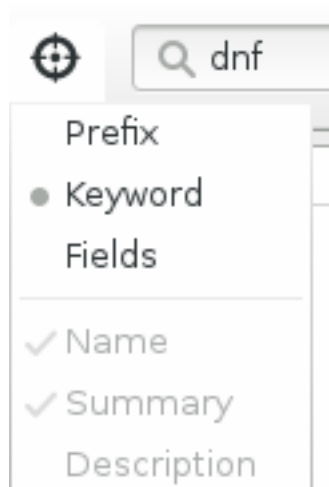 dnf
Prefix
Keyword
Fields
Name
Summary
Description